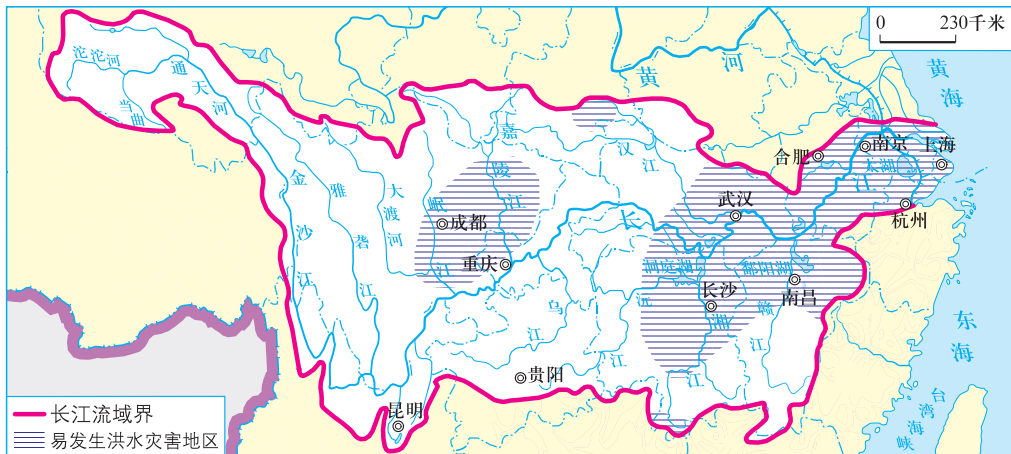 0 230千米
沱沱河
通天河
当曲
黄河
黄海
嘉陵江
汉江
合肥
南京
上海
太湖
江
杭州
金沙江
雅砻江
大渡河
岷江
成都
重庆
长
武汉
洞庭湖
鄱阳湖
长沙
南昌
沅江
湘江
赣江
乌江
贵阳
昆明
东海
台湾海峡
长江流域界
易发生洪水灾害地区